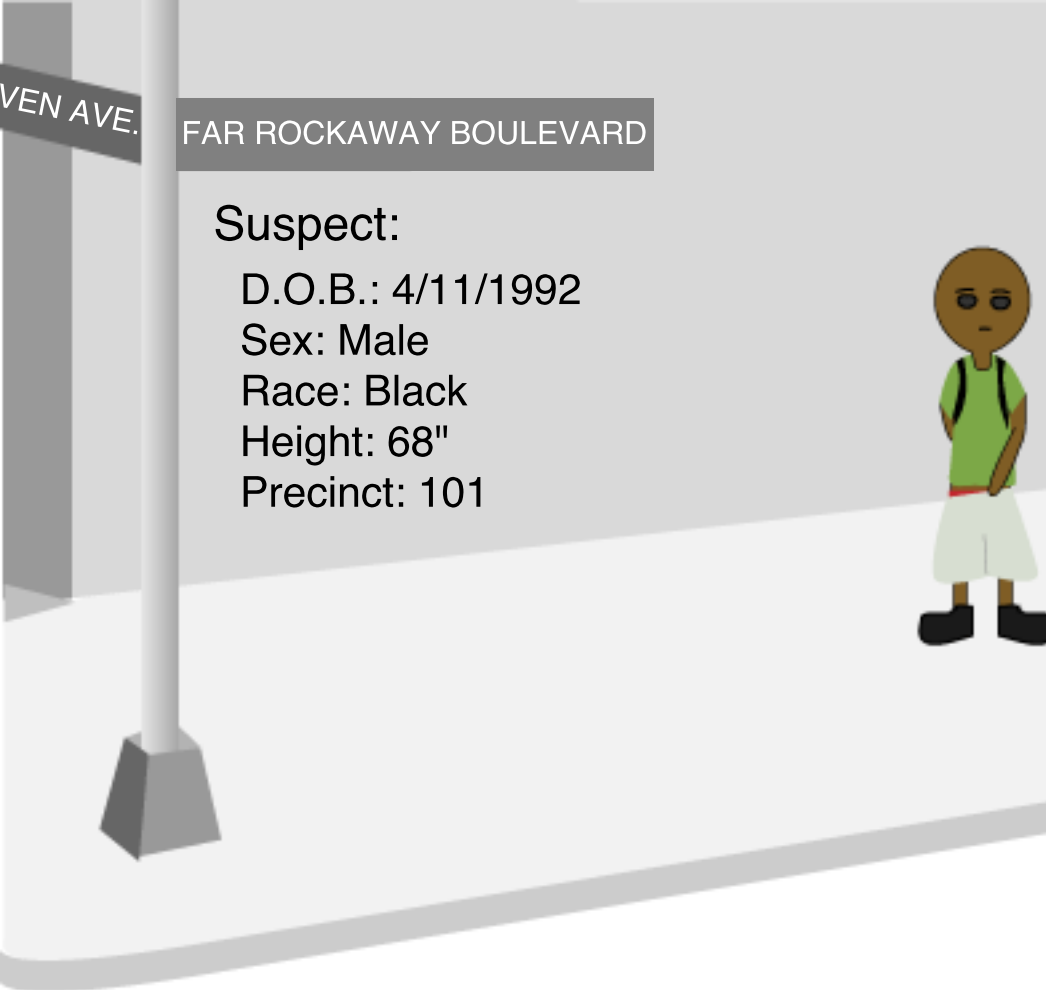 VEN AVE.
FAR ROCKAWAY BOULEVARD
Suspect:
D.O.B.: 4/11/1992
Sex: Male
Race: Black
Height: 68"
Precinct: 101